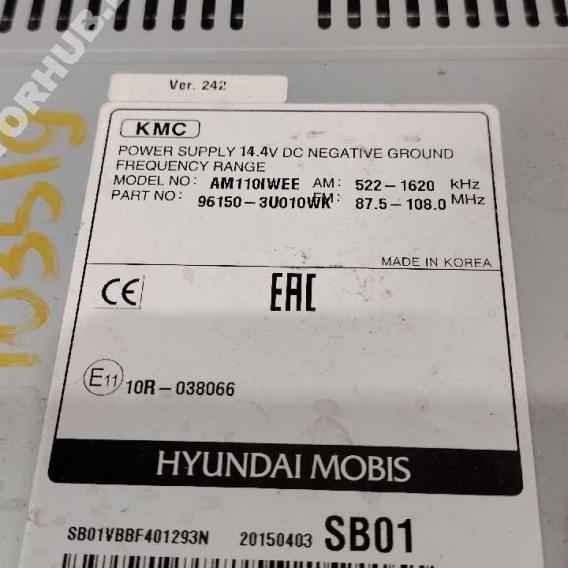 Ver. 242
KMC
POWER SUPPLY 14.4V DC NEGATIVE GROUND
FREQUENCY RANGE
MODEL NO: AM110IWEE AM: 522-1620 kHz
PART NO: 96150-3U010WK FM: 87.5-108.0 MHz
MADE IN KOREA
CE EAC
E11 10R-038066
HYUNDAI MOBIS
SB01VBBF401293N 20150403 SB01